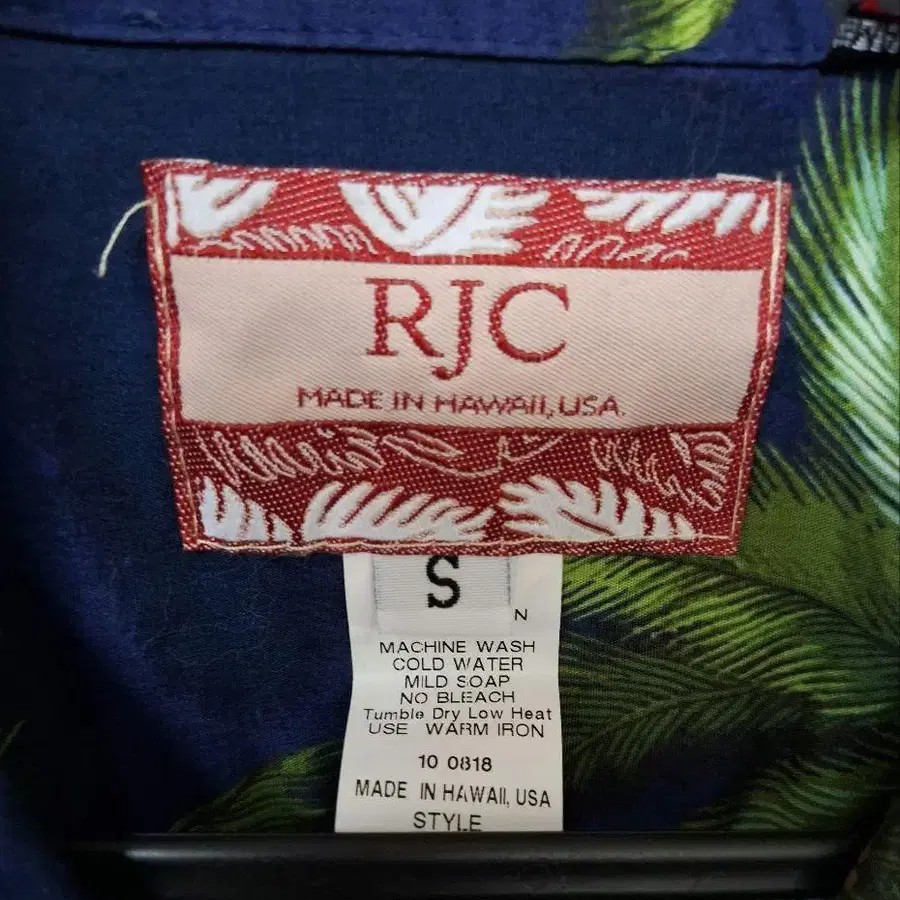 RJC
MADE IN HAWAII, USA.
S
N
MACHINE WASH
COLD WATER
MILD SOAP
NO BLEACH
Tumble Dry Low Heat
USE WARM IRON
10 0818
MADE IN HAWAII, USA
STYLE